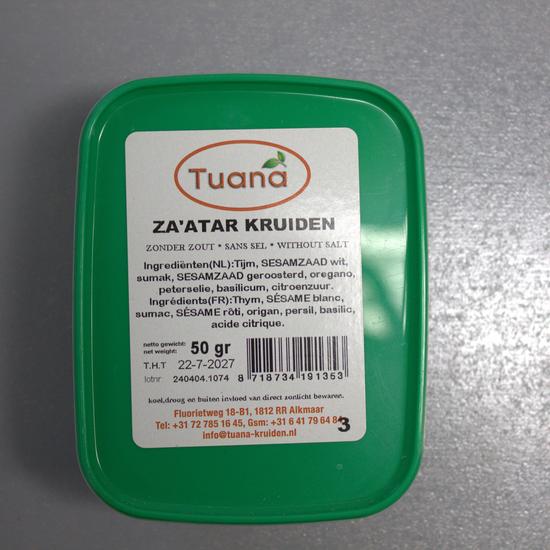 Tuana
ZA'ATAR KRUIDEN
ZONDER ZOUT • SANS SEL • WITHOUT SALT
Ingrediënten(NL):Tijm, SESAMZAAD wit,
sumak, SESAMZAAD geroosterd, oregano,
peterselie, basilicum, citroenzuur.
Ingrédients(FR):Thym, SÉSAME blanc,
sumac, SÉSAME rôti, origan, persil, basilic,
acide citrique.
netto gewicht:
net weight: 50 gr
T.H.T 22-7-2027
lotnr 240404.1074
8 718734 191363
koel,droog en buiten invloed van direct zonlicht bewaren.
Fluorietweg 18-B1, 1812 RR Alkmaar
Tel: +31 72 785 16 45, Gsm: +31 6 41 79 64 8
info@tuana-kruiden.nl
3